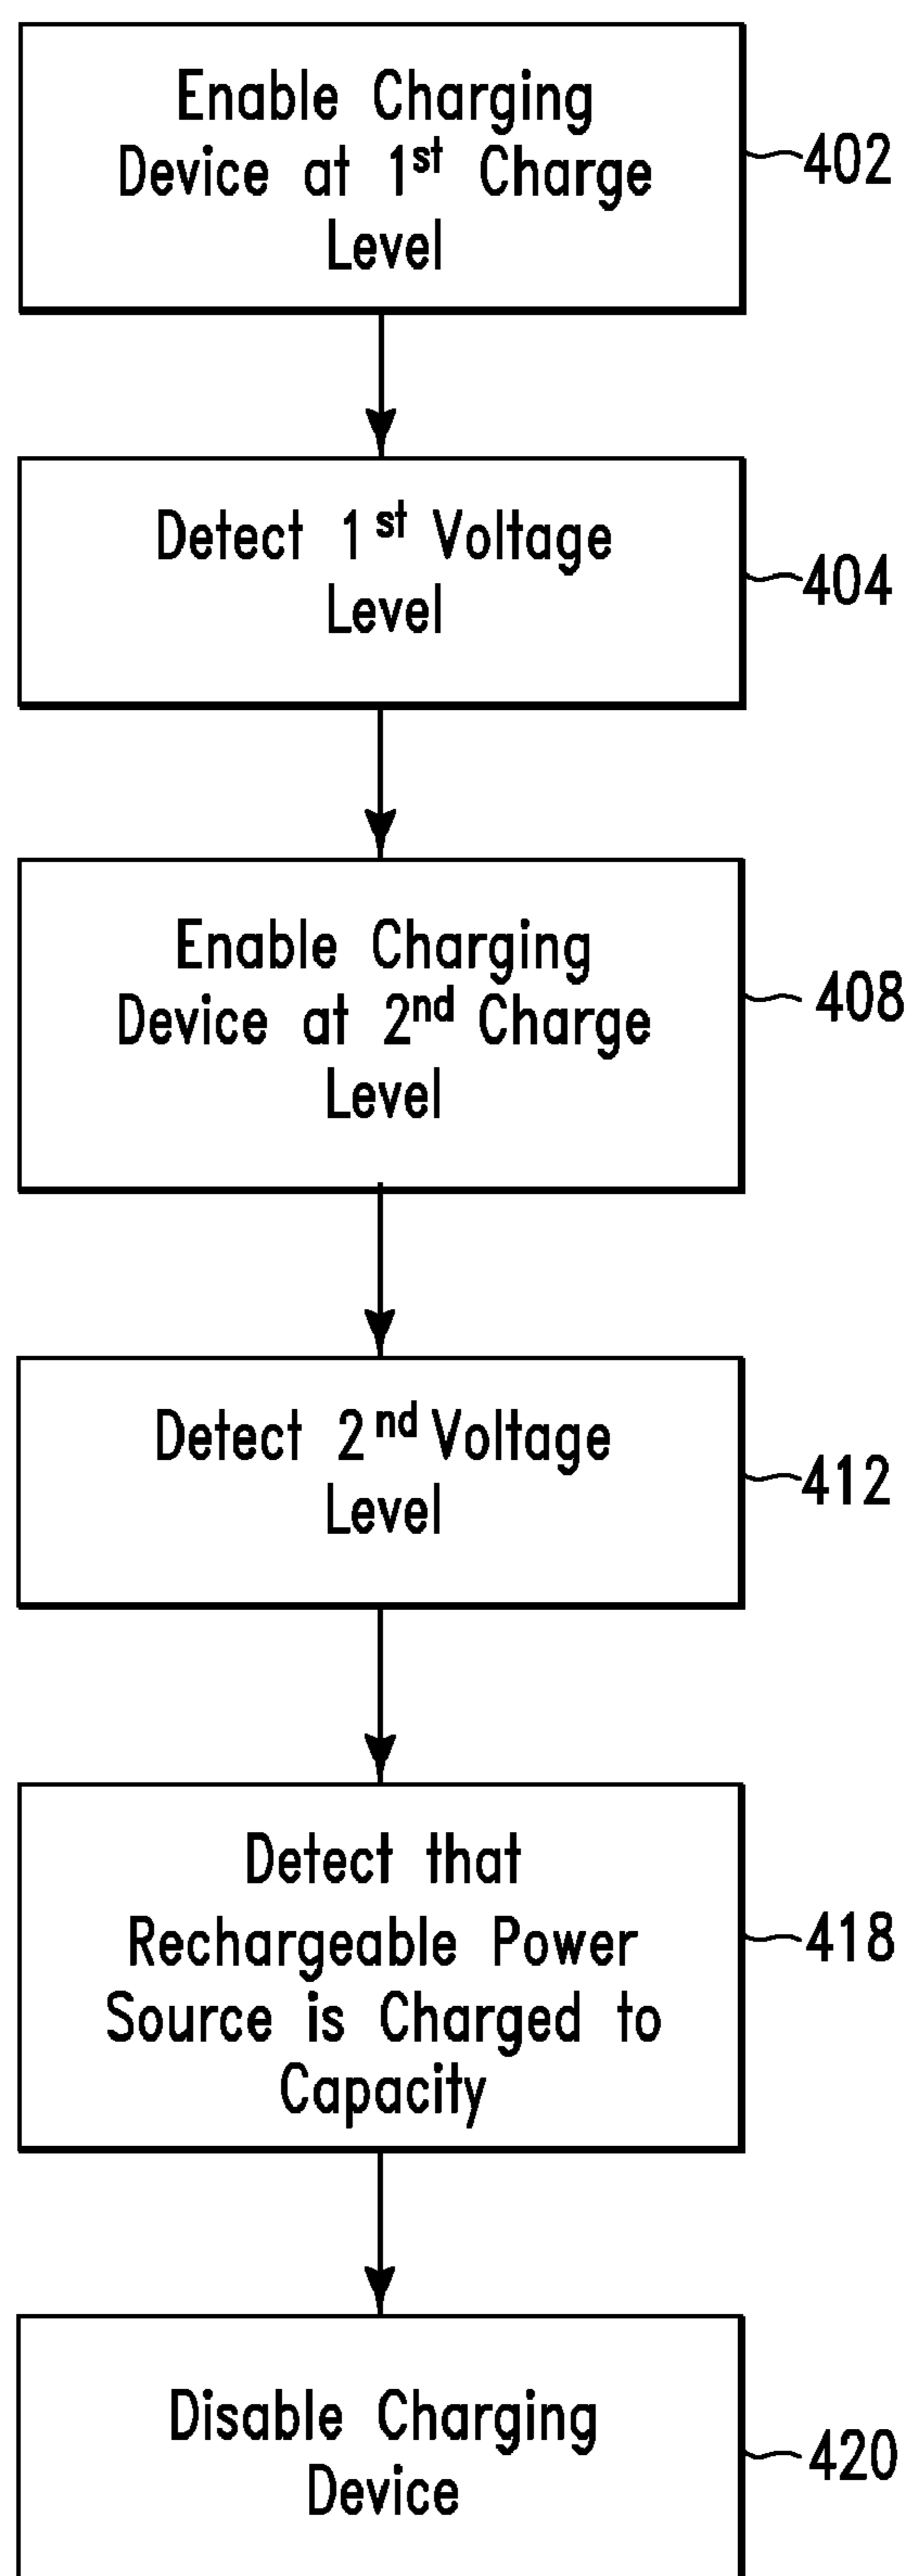 Enable Charging
Device at 1st Charge
Level
402
Detect 1st Voltage
Level
404
Enable Charging
Device at 2nd Charge
Level
408
Detect 2nd Voltage
Level
412
Detect that
Rechargeable Power
Source is Charged to
Capacity
418
Disable Charging
Device
420